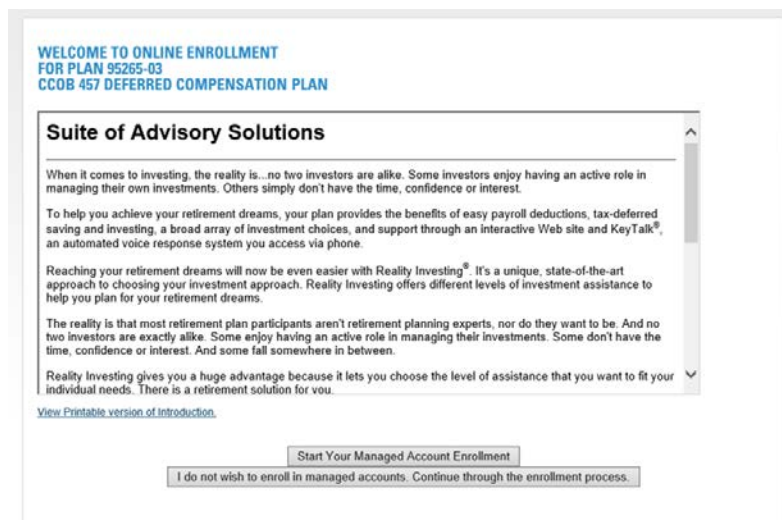 WELCOME TO ONLINE ENROLLMENT
FOR PLAN 95265-03
CCOB 457 DEFERRED COMPENSATION PLAN
Suite of Advisory Solutions
When it comes to investing, the reality is...no two investors are alike. Some investors enjoy having an active role in
managing their own investments. Others simply don't have the time, confidence or interest.
To help you achieve your retirement dreams, your plan provides the benefits of easy payroll deductions, tax-deferred
saving and investing, a broad array of investment choices, and support through an interactive Web site and KeyTalk®,
an automated voice response system you access via phone.
Reaching your retirement dreams will now be even easier with Reality Investing®. It's a unique, state-of-the-art
approach to choosing your investment approach. Reality Investing offers different levels of investment assistance to
help you plan for your retirement dreams.
The reality is that most retirement plan participants aren't retirement planning experts, nor do they want to be. And no
two investors are exactly alike. Some enjoy having an active role in managing their investments. Some don't have the
time, confidence or interest. And some fall somewhere in between.
Reality Investing gives you a huge advantage because it lets you choose the level of assistance that you want to fit your
individual needs. There is a retirement solution for you.
View Printable version of Introduction.
Start Your Managed Account Enrollment
I do not wish to enroll in managed accounts. Continue through the enrollment process.